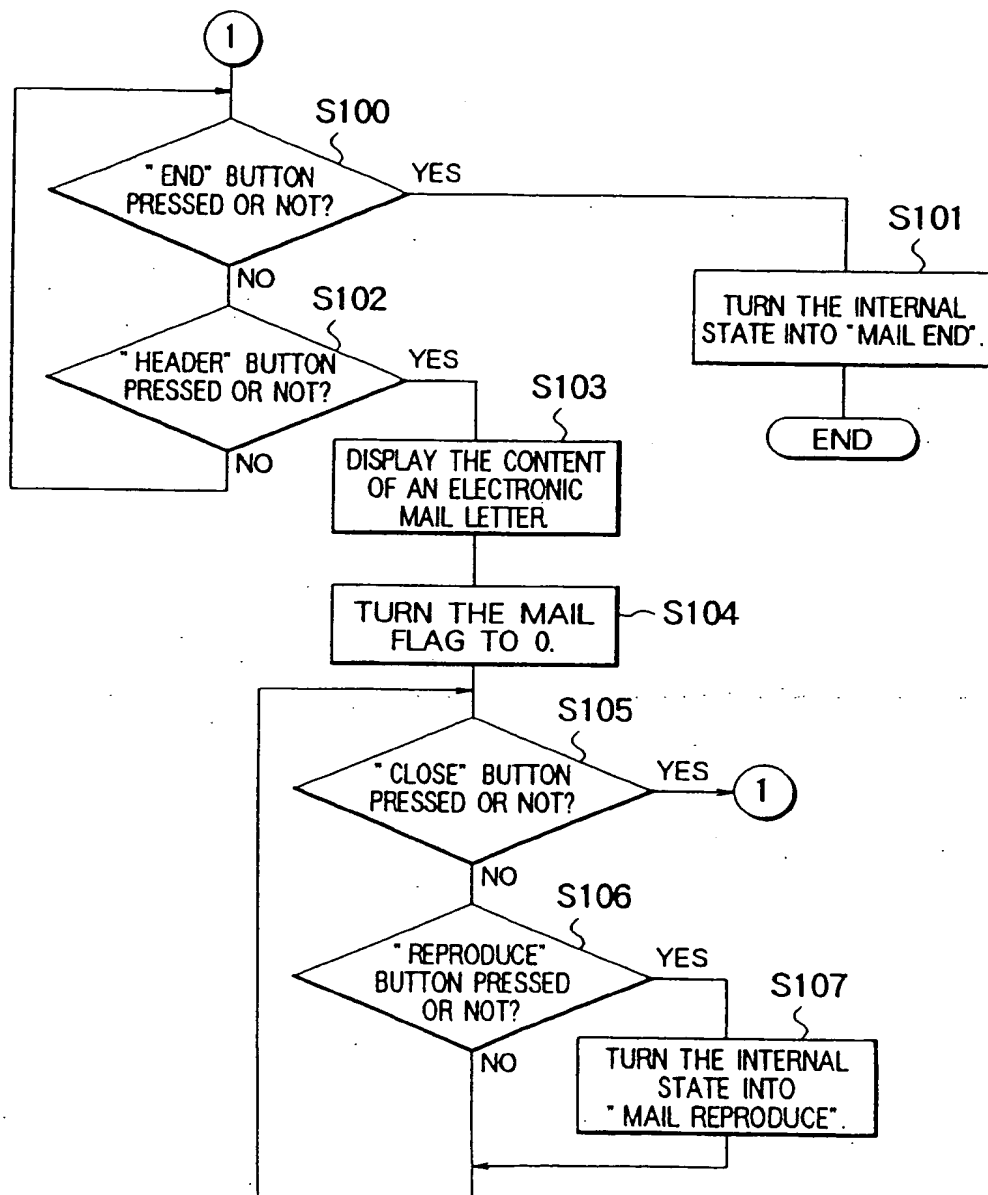 1
S100
"END" BUTTON
PRESSED OR NOT?
YES
S101
NO
TURN THE INTERNAL
STATE INTO "MAIL END".
S102
"HEADER" BUTTON
PRESSED OR NOT?
YES
S103
END
NO
DISPLAY THE CONTENT
OF AN ELECTRONIC
MAIL LETTER
TURN THE MAIL
FLAG TO 0.
S104
S105
"CLOSE" BUTTON
PRESSED OR NOT?
YES
1
NO
S106
"REPRODUCE"
BUTTON PRESSED
OR NOT?
YES
S107
NO
TURN THE INTERNAL
STATE INTO
"MAIL REPRODUCE".